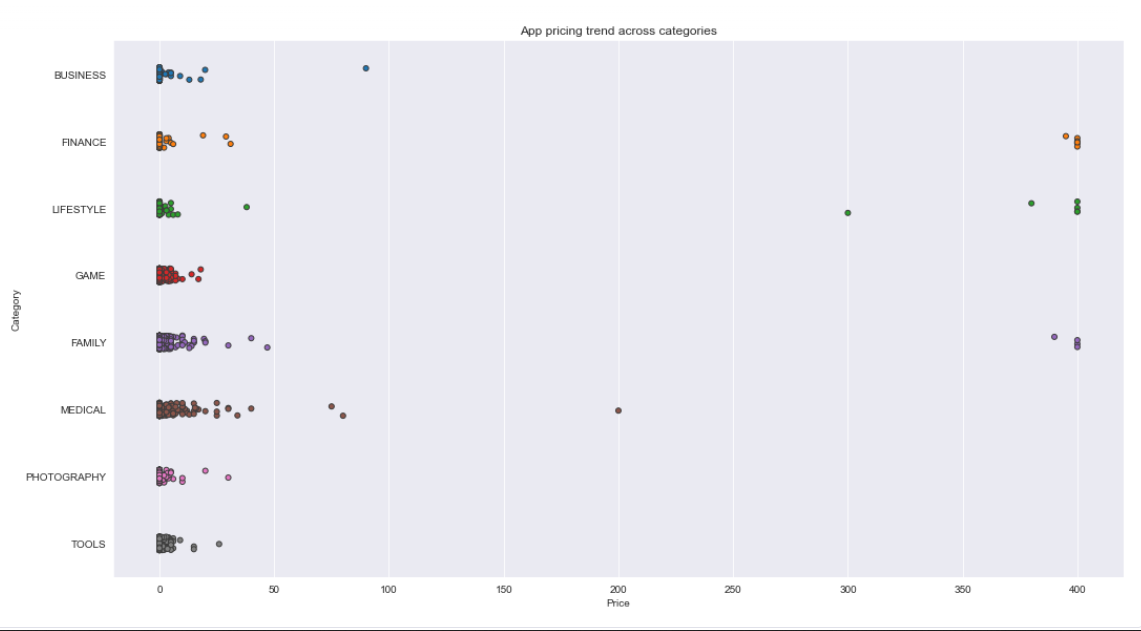 App pricing trend across categories
BUSINESS
FINANCE
LIFESTYLE
GAME
FAMILY
MEDICAL
PHOTOGRAPHY
TOOLS
Category
0 50 100 150 200 250 300 350 400
Price